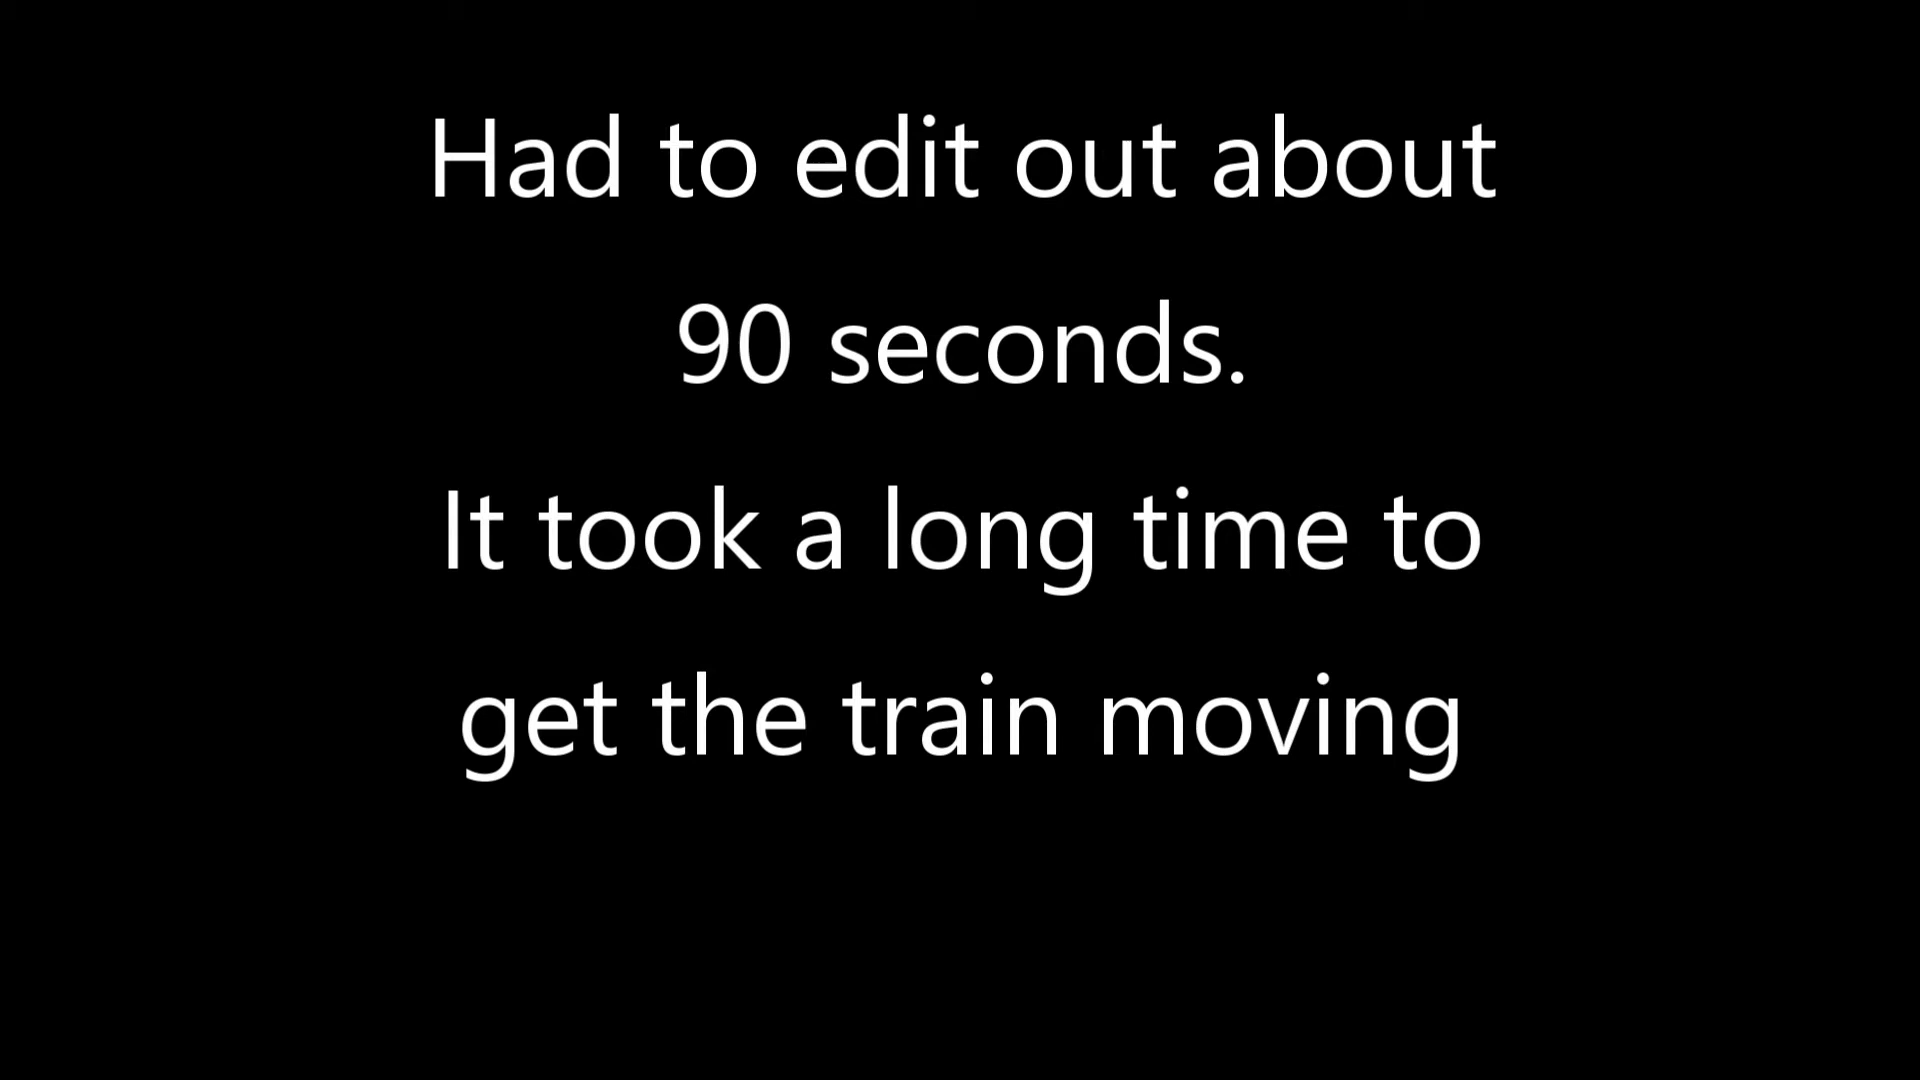 Had to edit out about
90 seconds.
It took a long time to
get the train moving